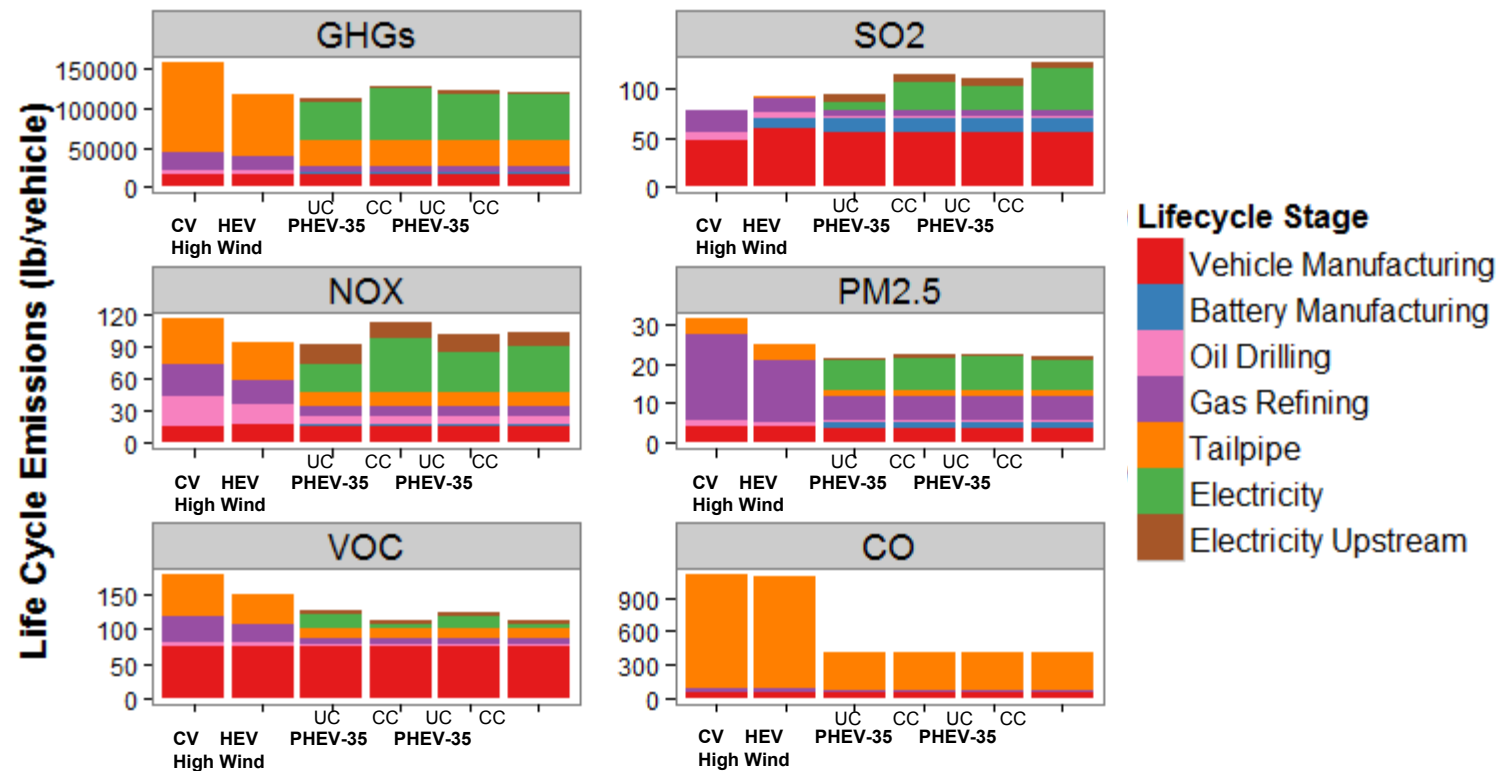 Life Cycle Emissions (lb/vehicle)
GHGs
150000
100000
50000
0
UC CC UC CC
CV HEV PHEV-35 PHEV-35
High Wind
SO2
100
50
0
UC CC UC CC
CV HEV PHEV-35 PHEV-35
High Wind
NOX
120
90
60
30
0
UC CC UC CC
CV HEV PHEV-35 PHEV-35
High Wind
PM2.5
30
20
10
0
UC CC UC CC
CV HEV PHEV-35 PHEV-35
High Wind
VOC
150
100
50
0
UC CC UC CC
CV HEV PHEV-35 PHEV-35
High Wind
CO
900
600
300
0
UC CC UC CC
CV HEV PHEV-35 PHEV-35
High Wind
Lifecycle Stage
Vehicle Manufacturing
Battery Manufacturing
Oil Drilling
Gas Refining
Tailpipe
Electricity
Electricity Upstream